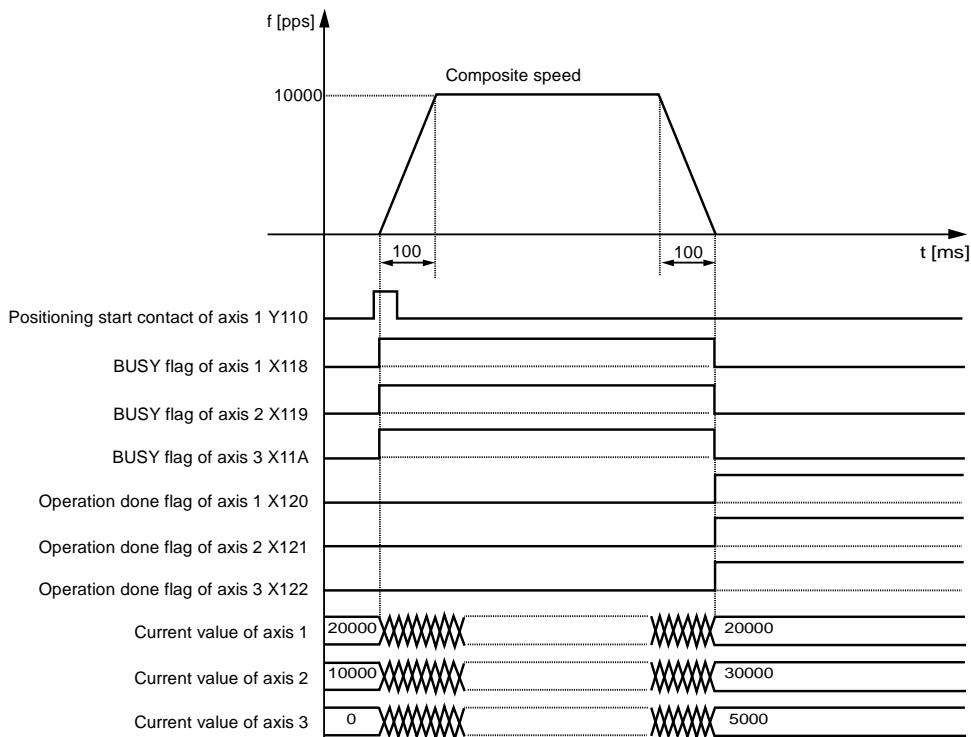 f [pps]
Composite speed
10000
100
100
t [ms]
Positioning start contact of axis 1 Y110
BUSY flag of axis 1 X118
BUSY flag of axis 2 X119
BUSY flag of axis 3 X11A
Operation done flag of axis 1 X120
Operation done flag of axis 2 X121
Operation done flag of axis 3 X122
Current value of axis 1 20000 20000
Current value of axis 2 10000 30000
Current value of axis 3 0 5000